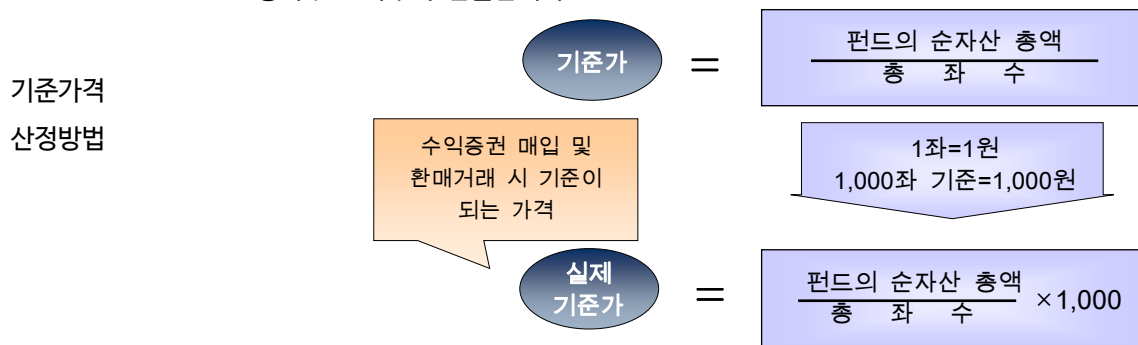 기준가격
산정방법
기준가
=
펀드의 순자산 총액
총 좌 수
수익증권 매입 및
환매거래 시 기준이
되는 가격
1좌=1원
1,000좌 기준=1,000원
실제
기준가
=
펀드의 순자산 총액
총 좌 수
×1,000